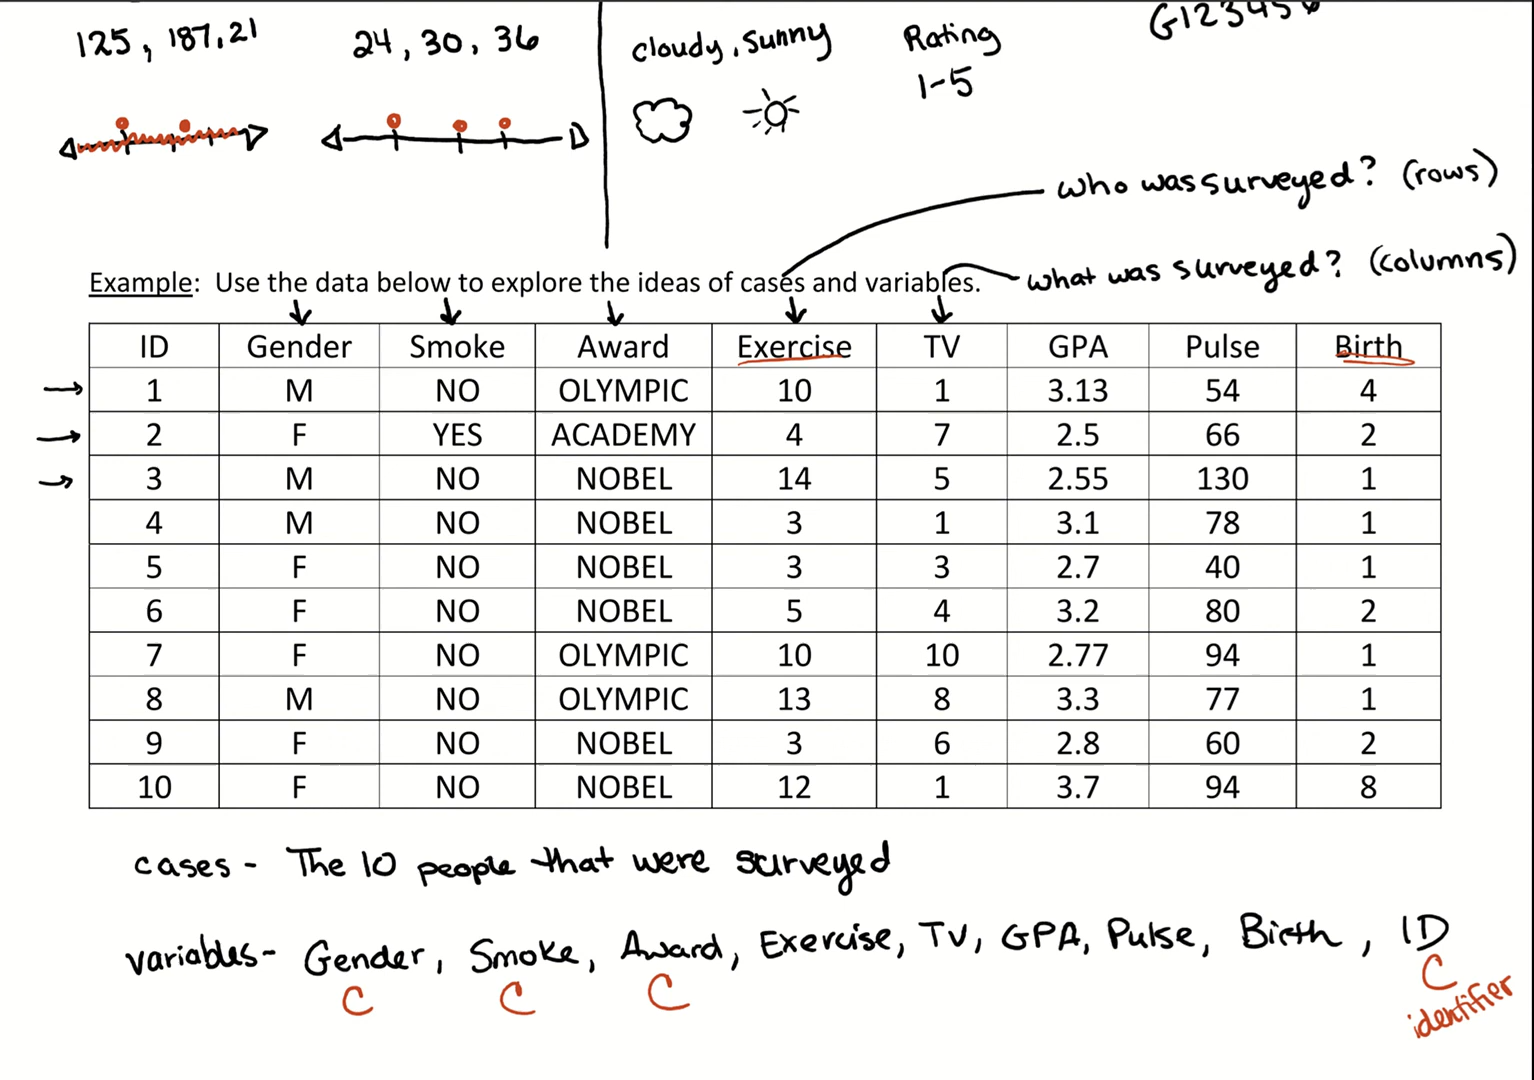 125, 187.21
24, 30, 36
cloudy, sunny
Rating
1-5
G123456
who was surveyed? (rows)
what was surveyed? (columns)
Example: Use the data below to explore the ideas of cases and variables.
ID Gender Smoke Award Exercise TV GPA Pulse Birth
1 M NO OLYMPIC 10 1 3.13 54 4
2 F YES ACADEMY 4 7 2.5 66 2
3 M NO NOBEL 14 5 2.55 130 1
4 M NO NOBEL 3 1 3.1 78 1
5 F NO NOBEL 3 3 2.7 40 1
6 F NO NOBEL 5 4 3.2 80 2
7 F NO OLYMPIC 10 10 2.77 94 1
8 M NO OLYMPIC 13 8 3.3 77 1
9 F NO NOBEL 3 6 2.8 60 2
10 F NO NOBEL 12 1 3.7 94 8
cases - The 10 people that were surveyed
variables - Gender, Smoke, Award, Exercise, TV, GPA, Pulse, Birth, ID
C C C C
identifier